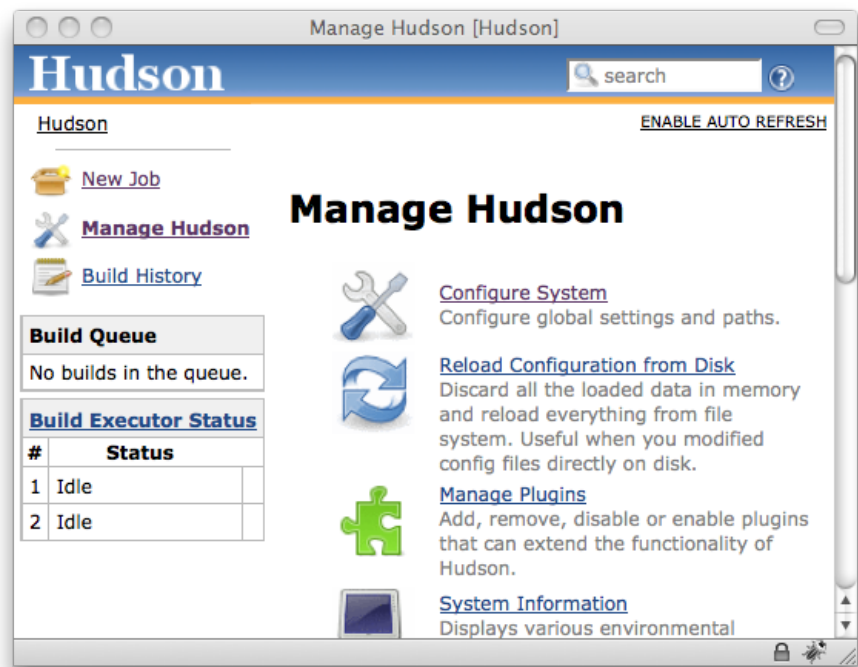 Manage Hudson [Hudson]
Hudson
search
?
Hudson
ENABLE AUTO REFRESH
New Job
Manage Hudson
Build History
Build Queue
No builds in the queue.
Build Executor Status
# Status
1 Idle
2 Idle
Manage Hudson
Configure System
Configure global settings and paths.
Reload Configuration from Disk
Discard all the loaded data in memory
and reload everything from file
system. Useful when you modified
config files directly on disk.
Manage Plugins
Add, remove, disable or enable plugins
that can extend the functionality of
Hudson.
System Information
Displays various environmental